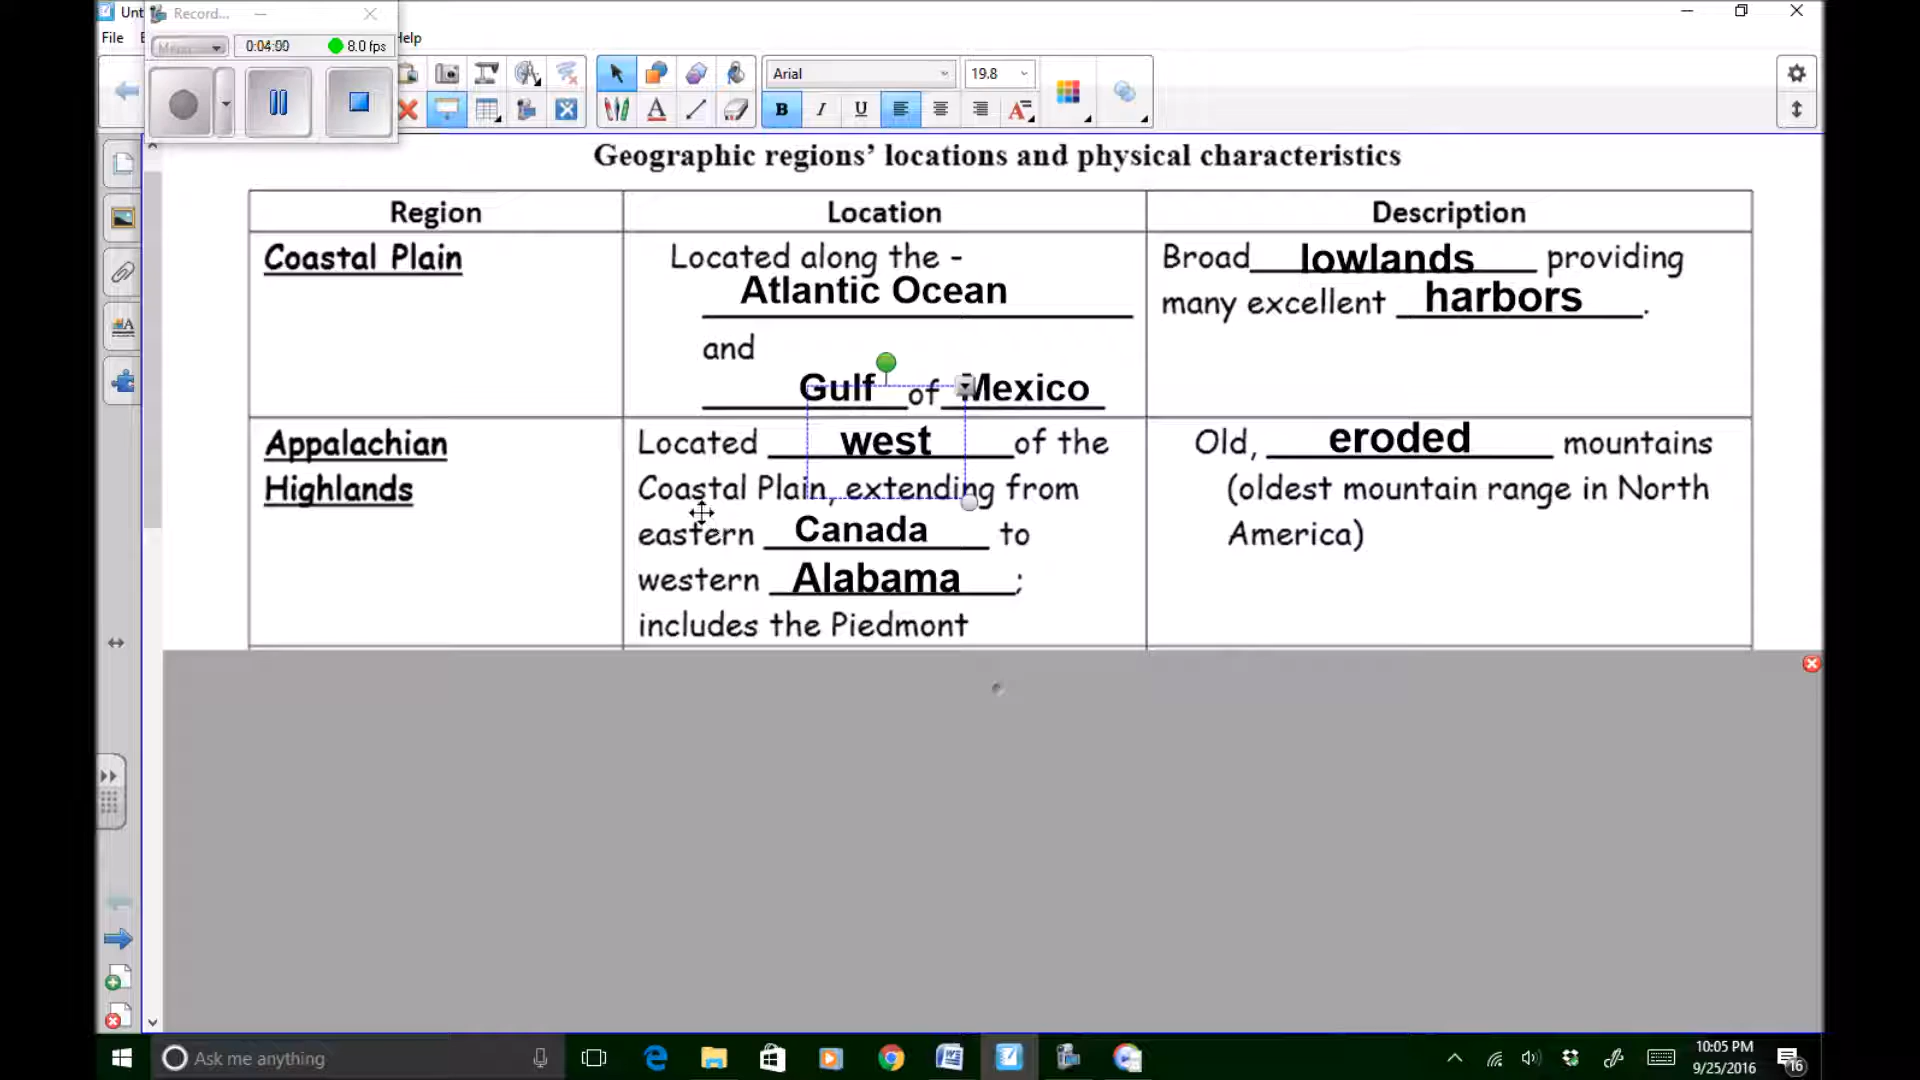 Unt
Record...
File
Help
Menu
0:04:00
8.0 fps
Arial
19.8
B I U
Geographic regions' locations and physical characteristics
Region Location Description
Coastal Plain
Located along the -
Atlantic Ocean
and
Gulf of Mexico
Broad lowlands providing
many excellent harbors.
Appalachian
Highlands
Located west of the
Coastal Plain, extending from
eastern Canada to
western Alabama;
includes the Piedmont
Old, eroded mountains
(oldest mountain range in North
America)
Ask me anything
10:05 PM
9/25/2016
16